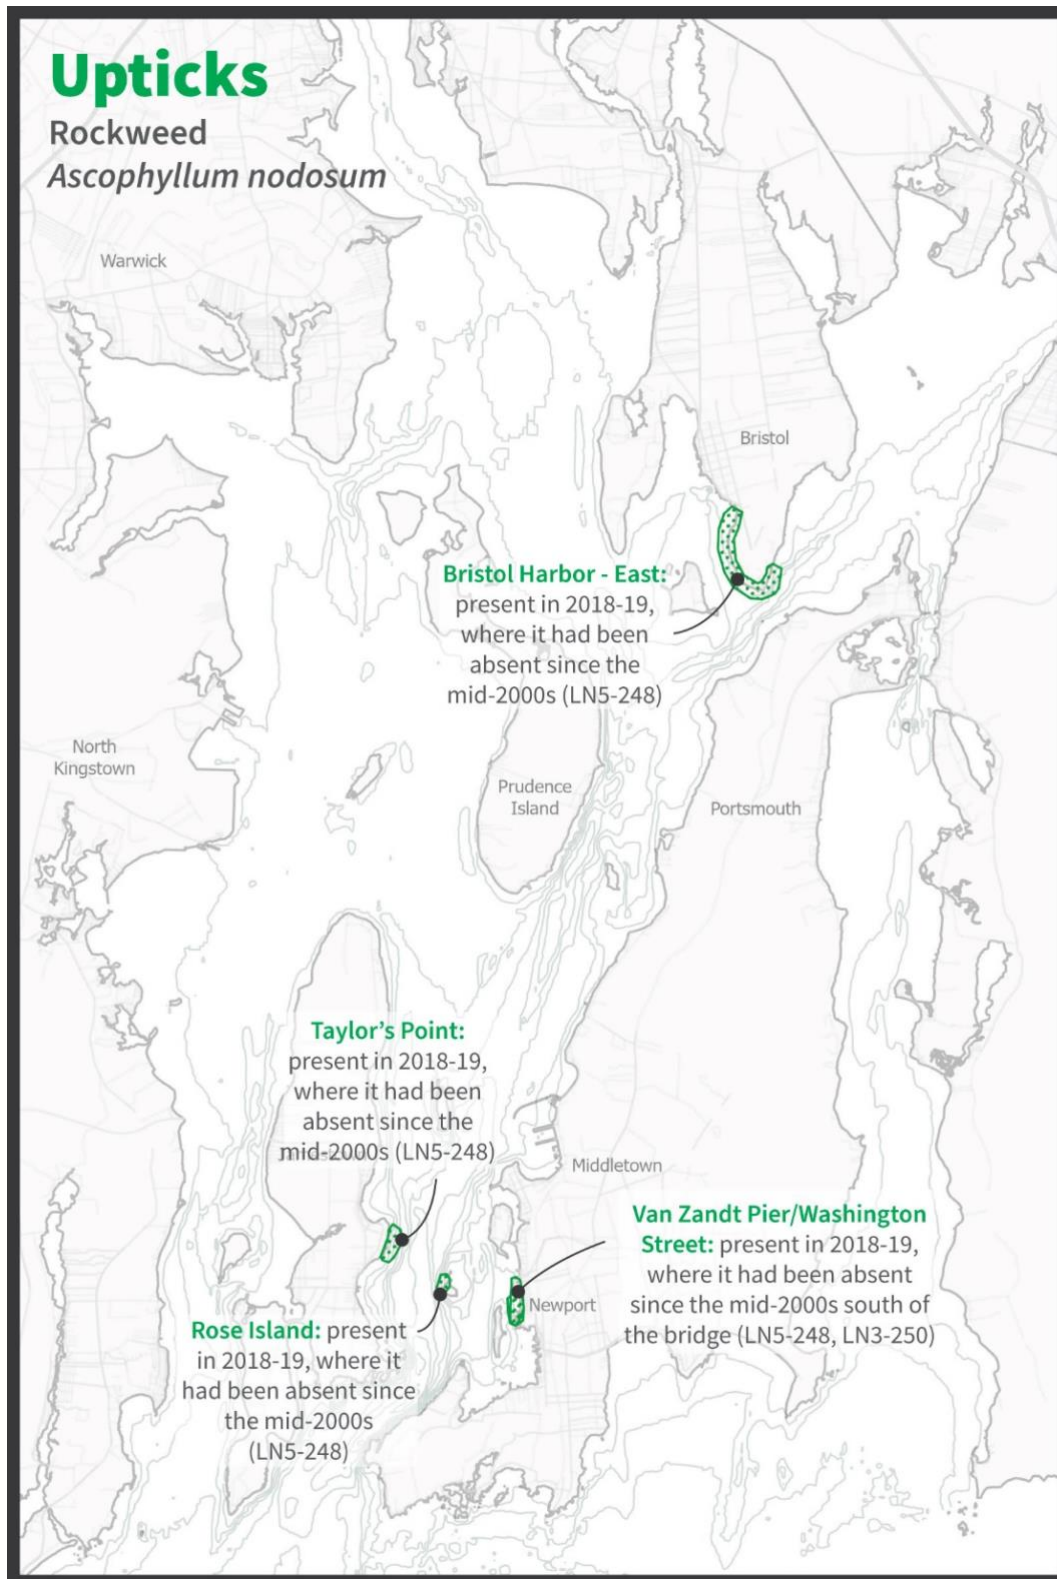 Upticks
Rockweed
Ascophyllum nodosum
Warwick
Bristol
Bristol Harbor - East:
present in 2018-19,
where it had been
absent since the
mid-2000s (LN5-248)
North
Kingstown
Prudence
Island
Portsmouth
Taylor’s Point:
present in 2018-19,
where it had been
absent since the
mid-2000s (LN5-248)
Middletown
Van Zandt Pier/Washington
Street: present in 2018-19,
where it had been absent
since the mid-2000s south of
the bridge (LN5-248, LN3-250)
Newport
Rose Island: present
in 2018-19, where it
had been absent since
the mid-2000s
(LN5-248)